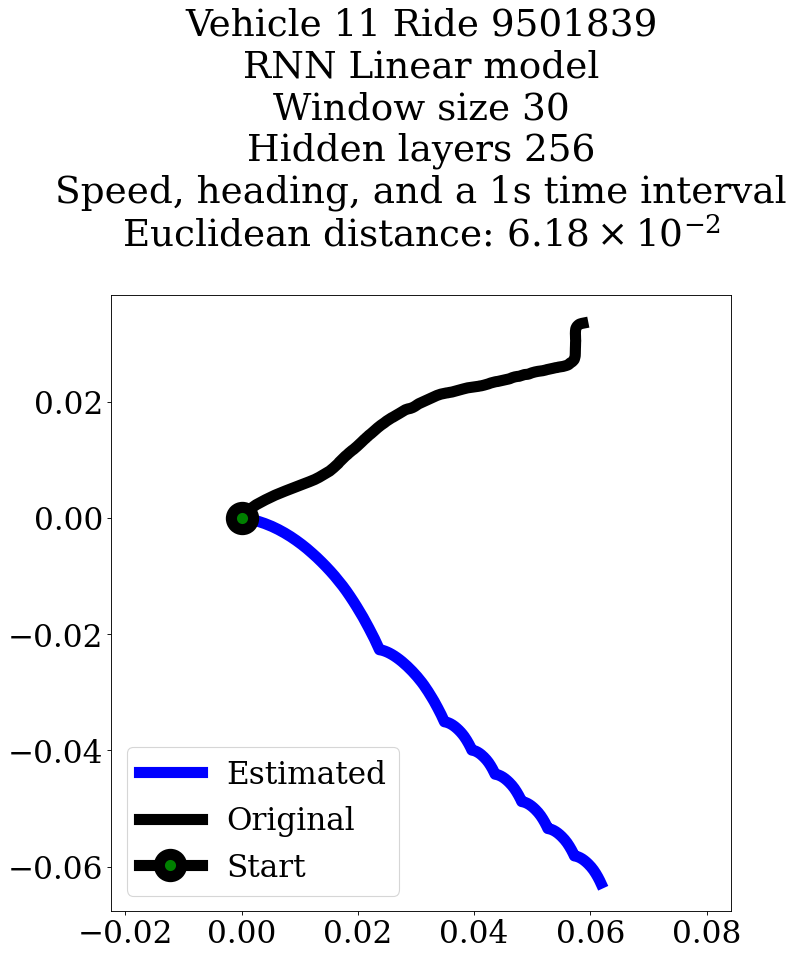 Vehicle 11 Ride 9501839
RNN Linear model
Window size 30
Hidden layers 256
Speed, heading, and a 1s time interval
Euclidean distance: 6.18 × 10⁻²
0.02
0.00
−0.02
−0.04
−0.06
Estimated
Original
Start
−0.02 0.00 0.02 0.04 0.06 0.08